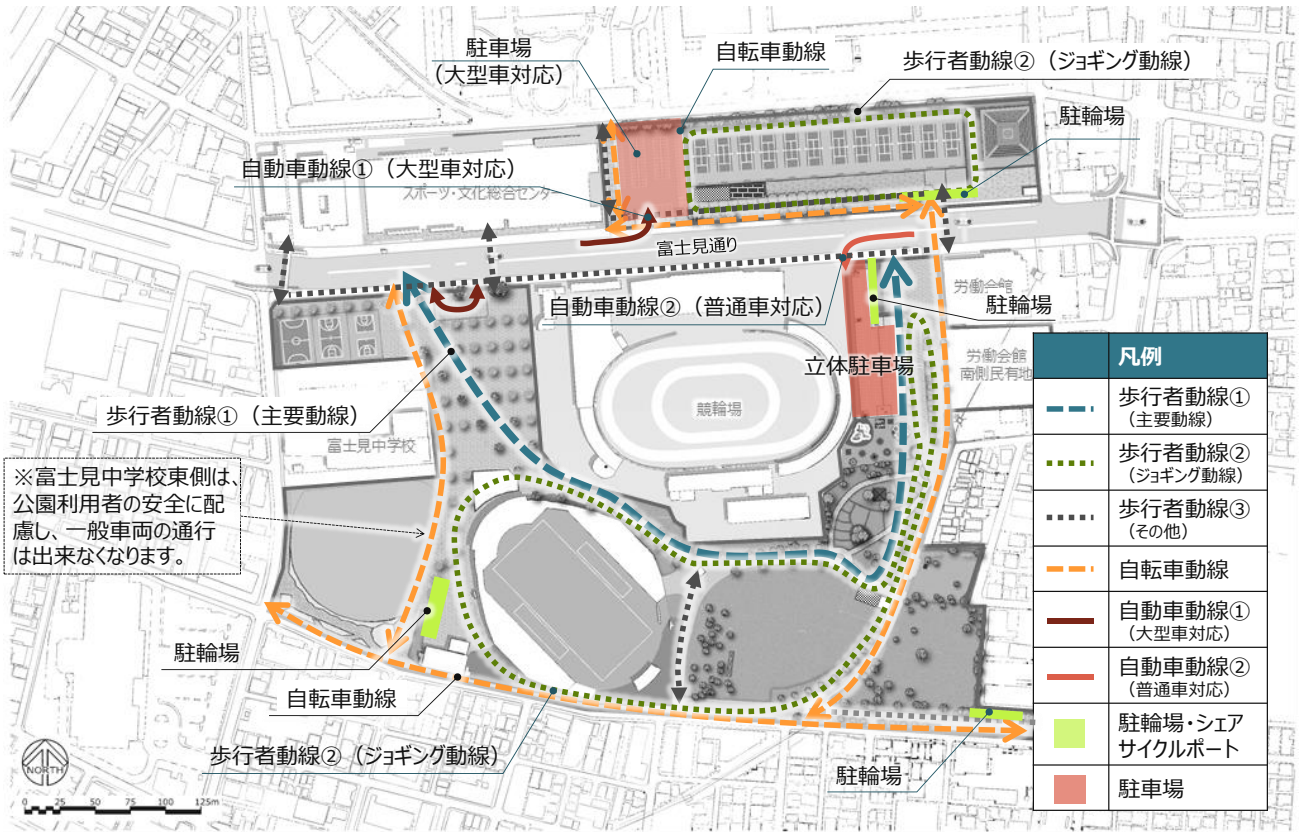 駐車場
（大型車対応）
自転車動線
歩行者動線②（ジョギング動線）
駐輪場
自動車動線①（大型車対応）
スポーツ・文化総合センター
富士見通り
自動車動線②（普通車対応）
労働会館
駐輪場
労働会館
南側民有地
立体駐車場
競輪場
歩行者動線①（主要動線）
富士見中学校
※富士見中学校東側は、
公園利用者の安全に配
慮し、一般車両の通行
は出来なくなります。
駐輪場
自転車動線
歩行者動線②（ジョギング動線）
駐輪場
凡例
歩行者動線①
（主要動線）
歩行者動線②
（ジョギング動線）
歩行者動線③
（その他）
自転車動線
自動車動線①
（大型車対応）
自動車動線②
（普通車対応）
駐輪場・シェア
サイクルポート
駐車場
NORTH
0 25 50 75 100 125m